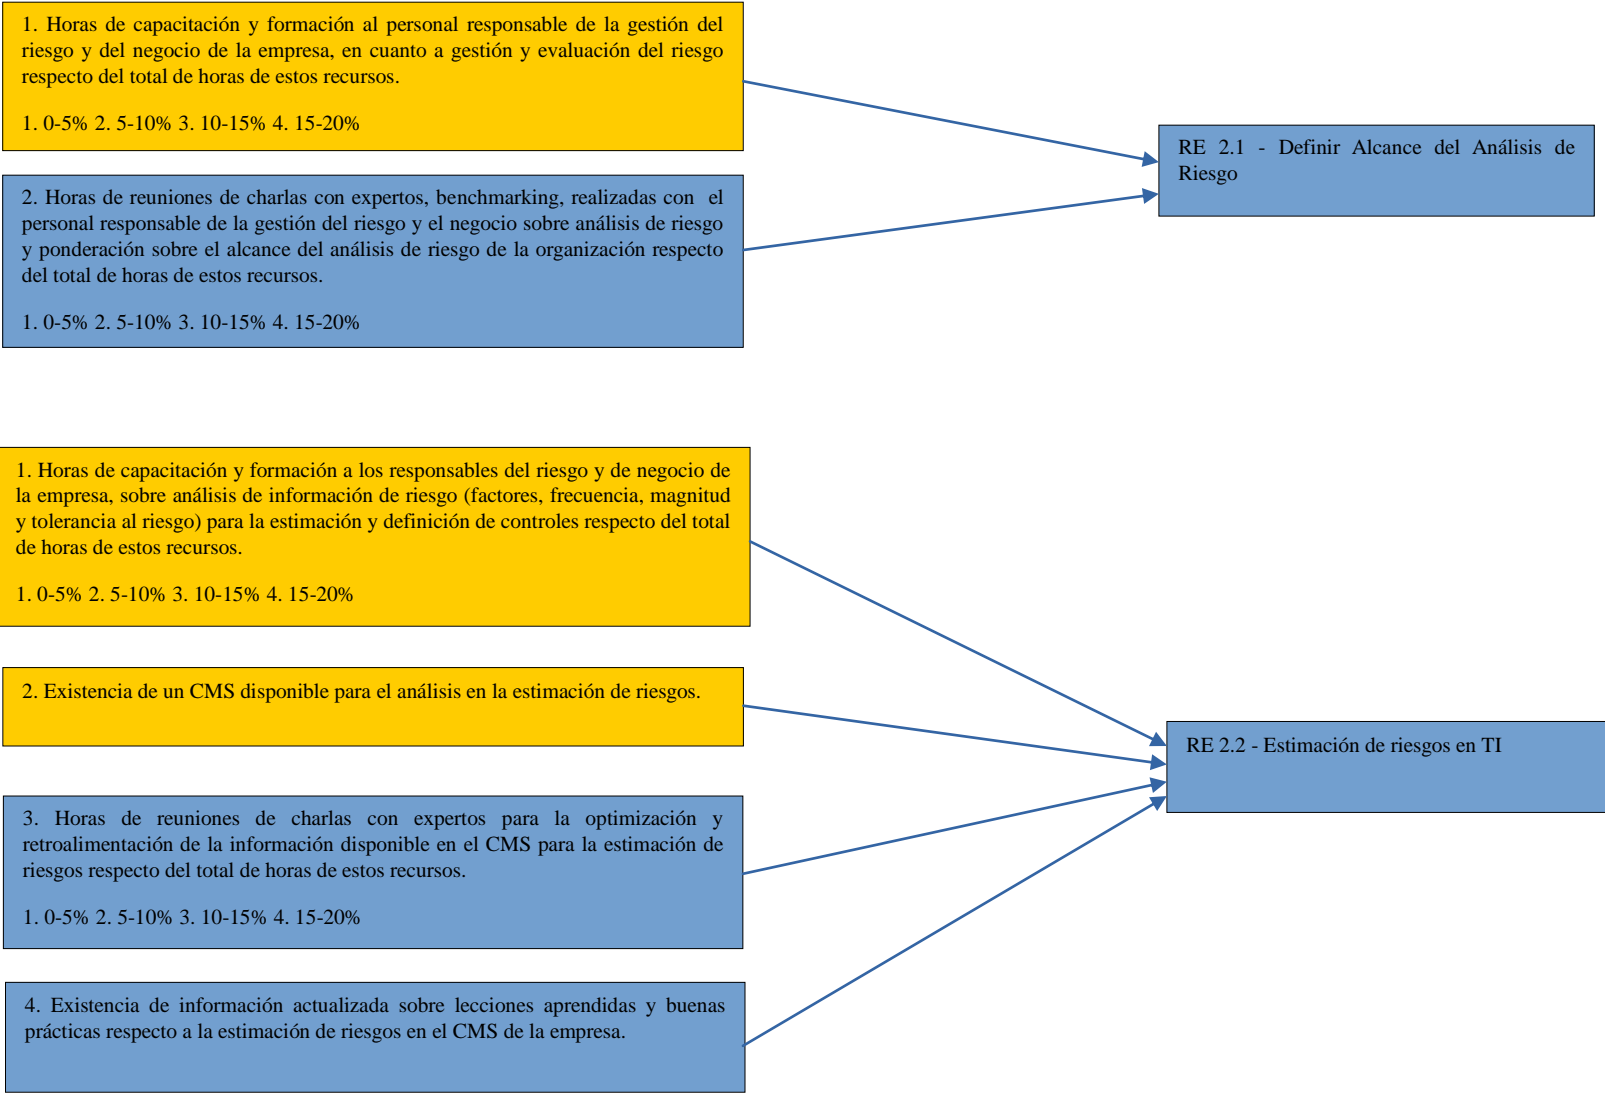 1. Horas de capacitación y formación al personal responsable de la gestión del
riesgo y del negocio de la empresa, en cuanto a gestión y evaluación del riesgo
respecto del total de horas de estos recursos.
1. 0-5% 2. 5-10% 3. 10-15% 4. 15-20%
RE 2.1 - Definir Alcance del Análisis de
Riesgo
2. Horas de reuniones de charlas con expertos, benchmarking, realizadas con el
personal responsable de la gestión del riesgo y el negocio sobre análisis de riesgo
y ponderación sobre el alcance del análisis de riesgo de la organización respecto
del total de horas de estos recursos.
1. 0-5% 2. 5-10% 3. 10-15% 4. 15-20%
1. Horas de capacitación y formación a los responsables del riesgo y de negocio de
la empresa, sobre análisis de información de riesgo (factores, frecuencia, magnitud
y tolerancia al riesgo) para la estimación y definición de controles respecto del total
de horas de estos recursos.
1. 0-5% 2. 5-10% 3. 10-15% 4. 15-20%
2. Existencia de un CMS disponible para el análisis en la estimación de riesgos.
RE 2.2 - Estimación de riesgos en TI
3. Horas de reuniones de charlas con expertos para la optimización y
retroalimentación de la información disponible en el CMS para la estimación de
riesgos respecto del total de horas de estos recursos.
1. 0-5% 2. 5-10% 3. 10-15% 4. 15-20%
4. Existencia de información actualizada sobre lecciones aprendidas y buenas
prácticas respecto a la estimación de riesgos en el CMS de la empresa.